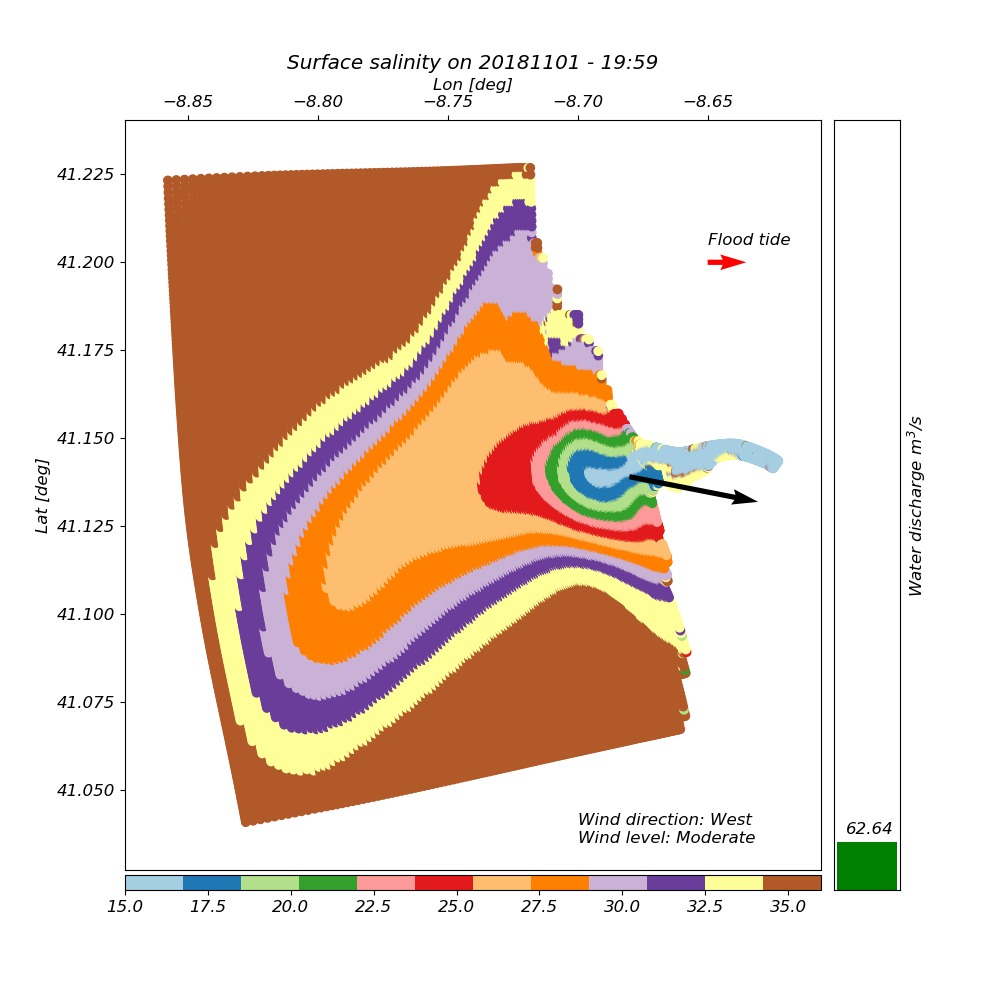 Surface salinity on 20181101 - 19:59
Lon [deg]
−8.85 −8.80 −8.75 −8.70 −8.65
41.225
41.200
41.175
41.150
41.125
41.100
41.075
41.050
Lat [deg]
Flood tide
Wind direction: West
Wind level: Moderate
15.0 17.5 20.0 22.5 25.0 27.5 30.0 32.5 35.0
62.64
Water discharge m³/s